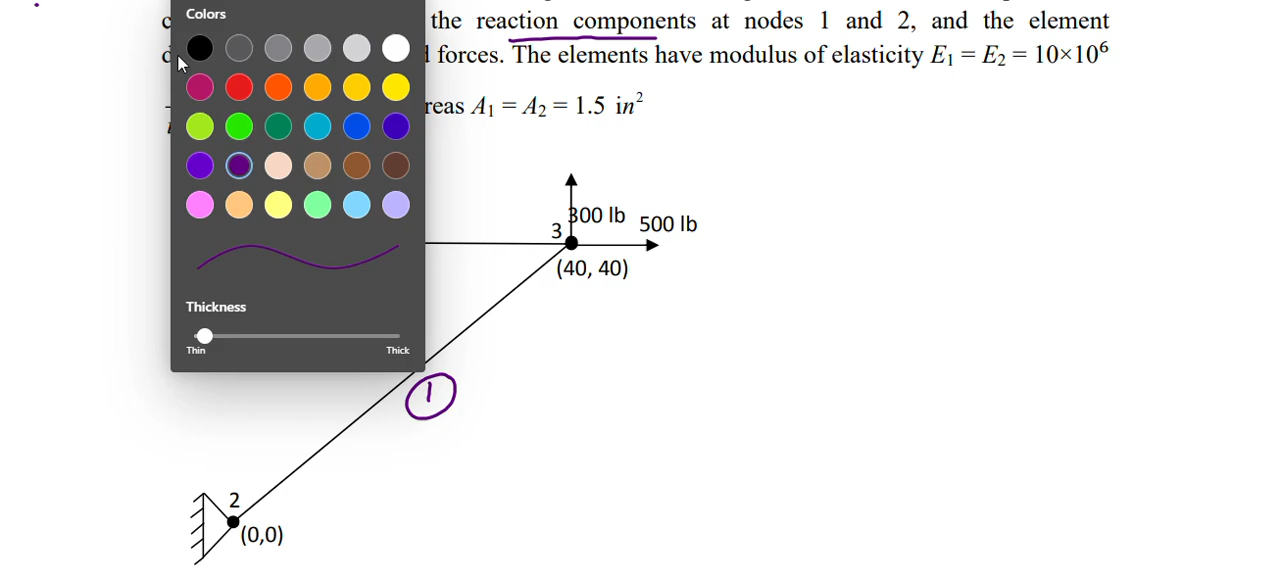 Colors
the reaction components at nodes 1 and 2, and the element
forces. The elements have modulus of elasticity E₁ = E₂ = 10×10⁶
reas A₁ = A₂ = 1.5 in²
300 lb
500 lb
3
(40, 40)
Thickness
Thin Thick
1
2
(0,0)